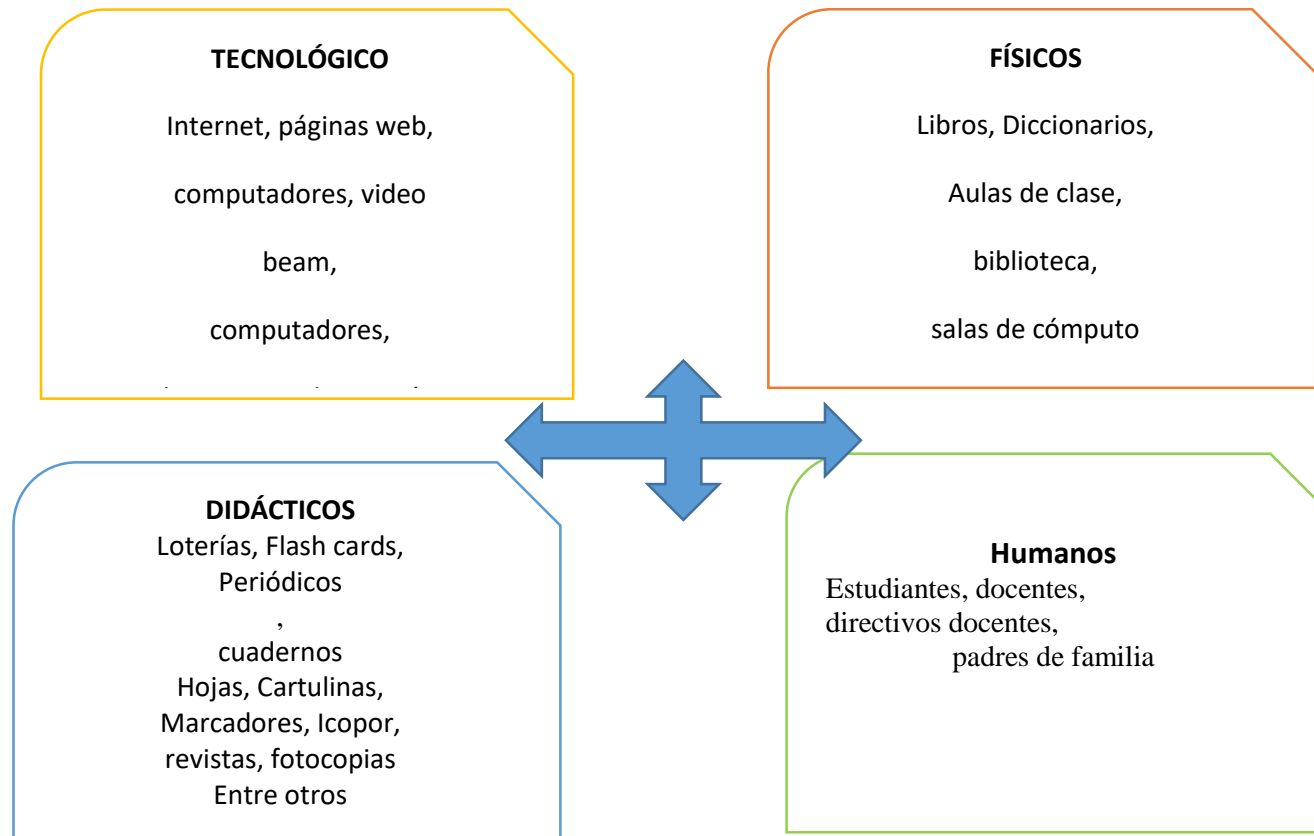 TECNOLÓGICO
Internet, páginas web,
computadores, video
beam,
computadores,
FÍSICOS
Libros, Diccionarios,
Aulas de clase,
biblioteca,
salas de cómputo
DIDÁCTICOS
Loterías, Flash cards,
Periódicos
,
cuadernos
Hojas, Cartulinas,
Marcadores, Icopor,
revistas, fotocopias
Entre otros
Humanos
Estudiantes, docentes,
directivos docentes,
padres de familia